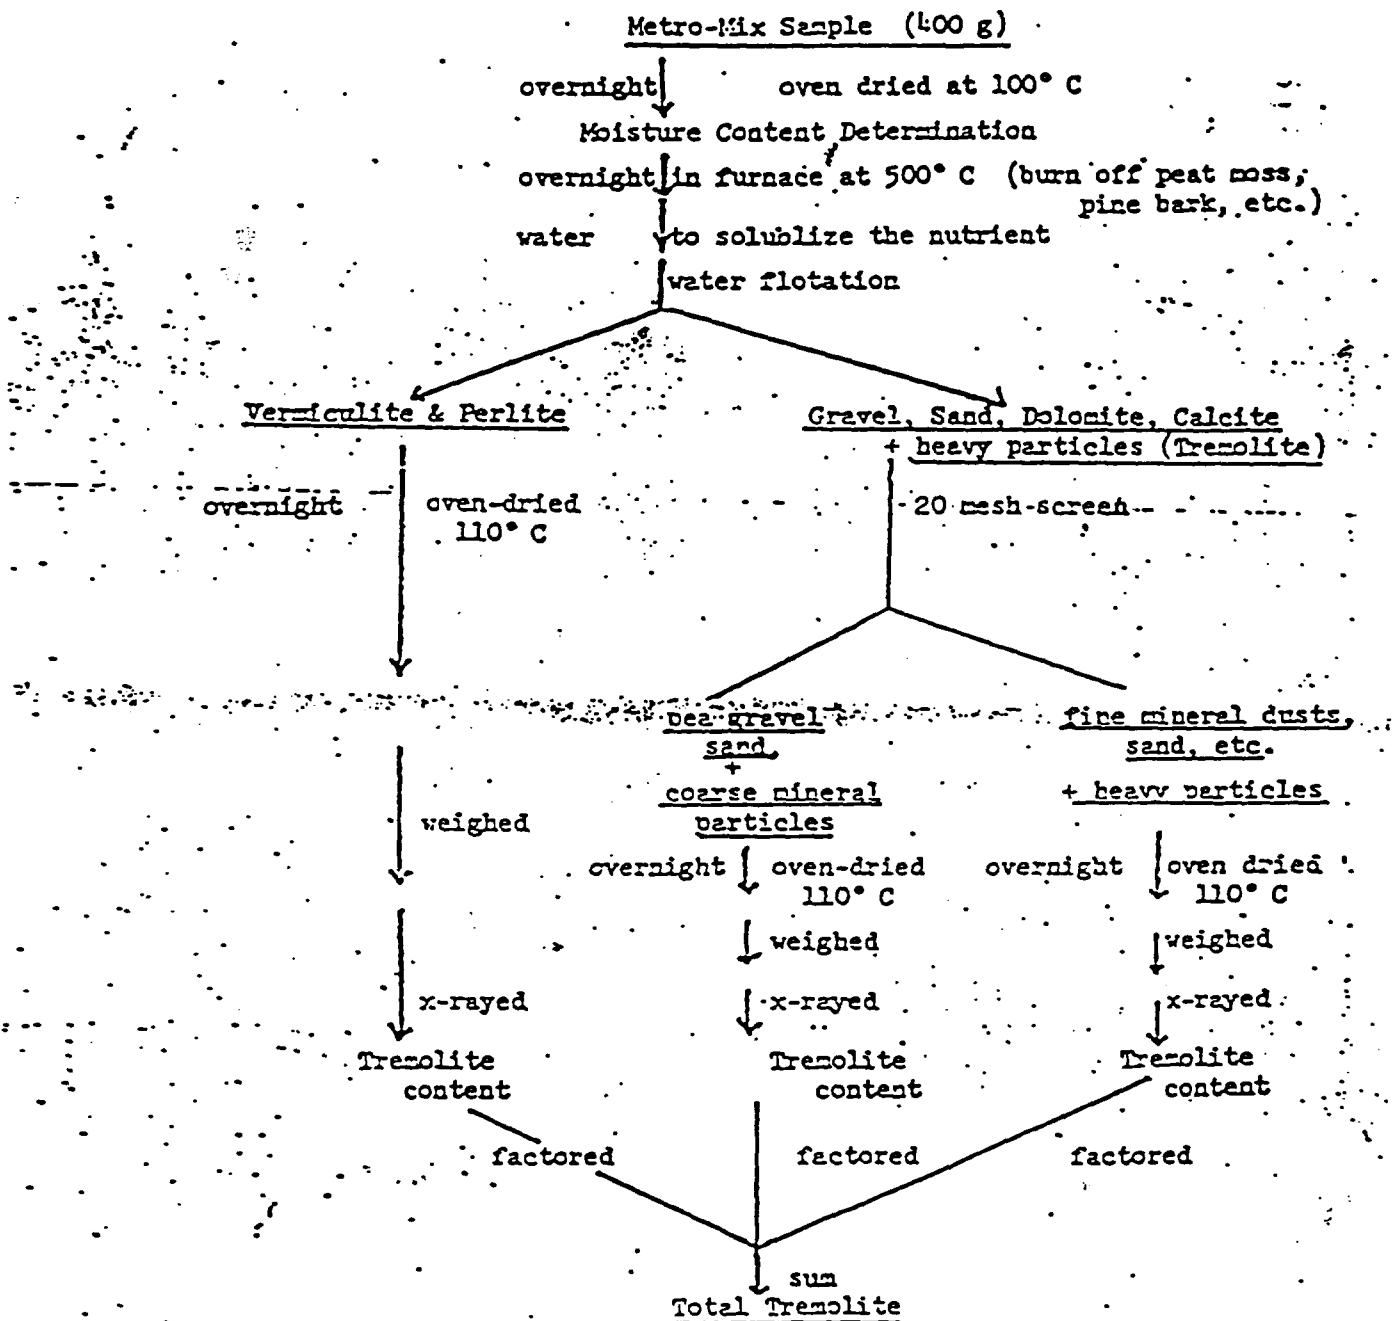 Metro-Mix Sample (400 g)
overnight oven dried at 100° C
Moisture Content Determination
overnight in furnace at 500° C (burn off peat moss,
pine bark, etc.)
water to solublize the nutrient
water flotation
Vermiculite & Perlite
Gravel, Sand, Dolomite, Calcite
+ heavy particles (Tremolite)
overnight oven-dried
110° C
20 mesh-screen
pea gravel
sand,
+
coarse mineral
particles
fine mineral dusts,
sand, etc.
+ heavy particles
weighed
overnight oven-dried
110° C
overnight oven dried
110° C
weighed
weighed
x-rayed
x-rayed
x-rayed
Tremolite
content
Tremolite
content
Tremolite
content
factored
factored
factored
sum
Total Tremolite